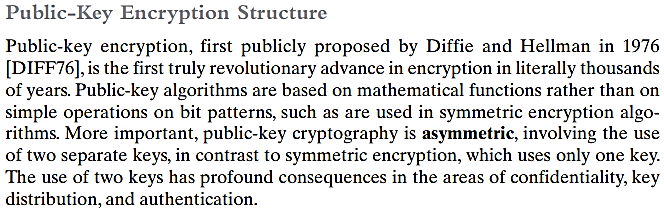 Public-Key Encryption Structure
Public-key encryption, first publicly proposed by Diffie and Hellman in 1976
[DIFF76], is the first truly revolutionary advance in encryption in literally thousands
of years. Public-key algorithms are based on mathematical functions rather than on
simple operations on bit patterns, such as are used in symmetric encryption algo-
rithms. More important, public-key cryptography is asymmetric, involving the use
of two separate keys, in contrast to symmetric encryption, which uses only one key.
The use of two keys has profound consequences in the areas of confidentiality, key
distribution, and authentication.